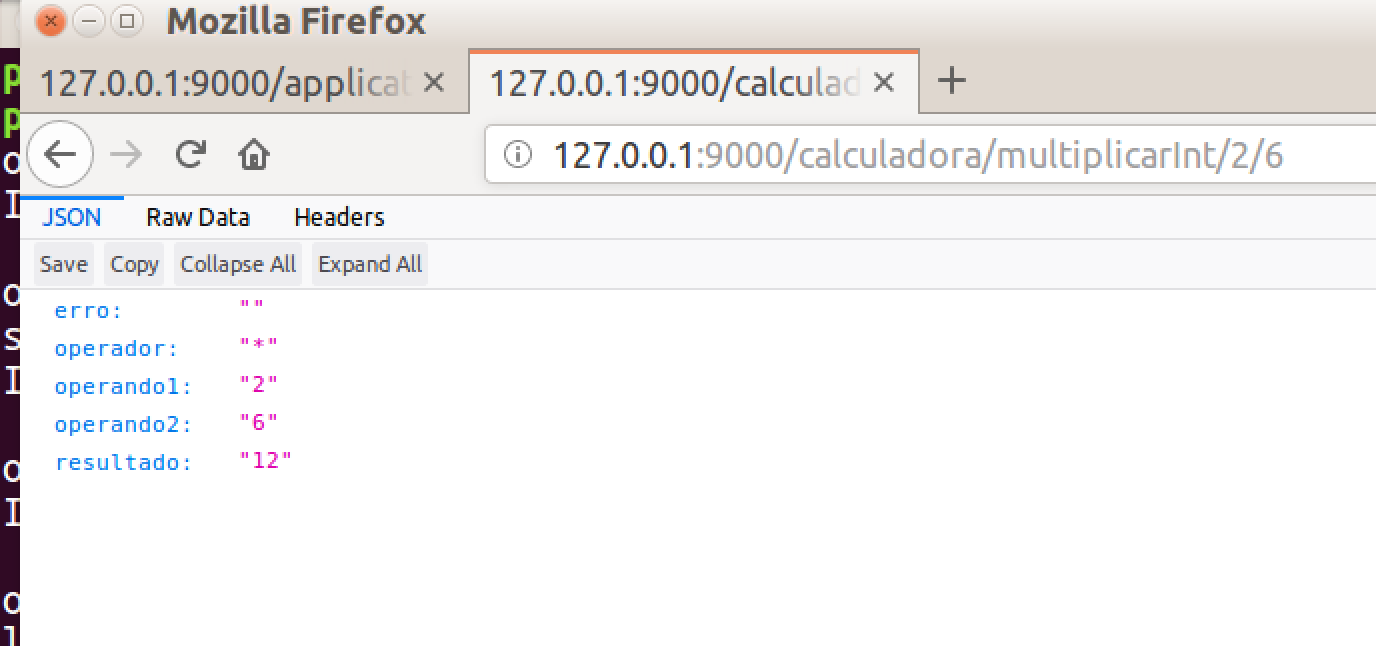 Mozilla Firefox
127.0.0.1:9000/applicat 127.0.0.1:9000/calculad
127.0.0.1:9000/calculadora/multiplicarInt/2/6
JSON Raw Data Headers
Save Copy Collapse All Expand All
erro: ""
operador: "*"
operando1: "2"
operando2: "6"
resultado: "12"